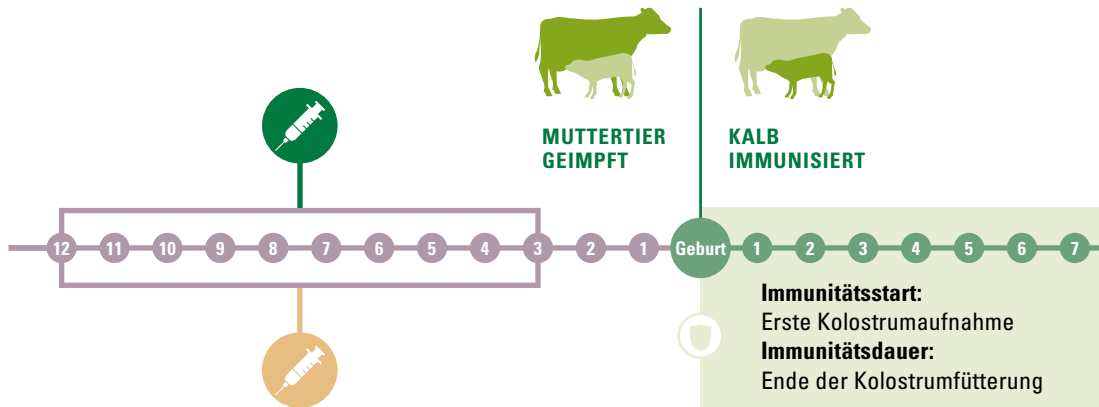 MUTTERTIER
GEIMPFT
KALB
IMMUNISIERT
12 11 10 9 8 7 6 5 4 3 2 1 Geburt 1 2 3 4 5 6 7
Immunitätsstart:
Erste Kolostrumaufnahme
Immunitätsdauer:
Ende der Kolostrumfütterung